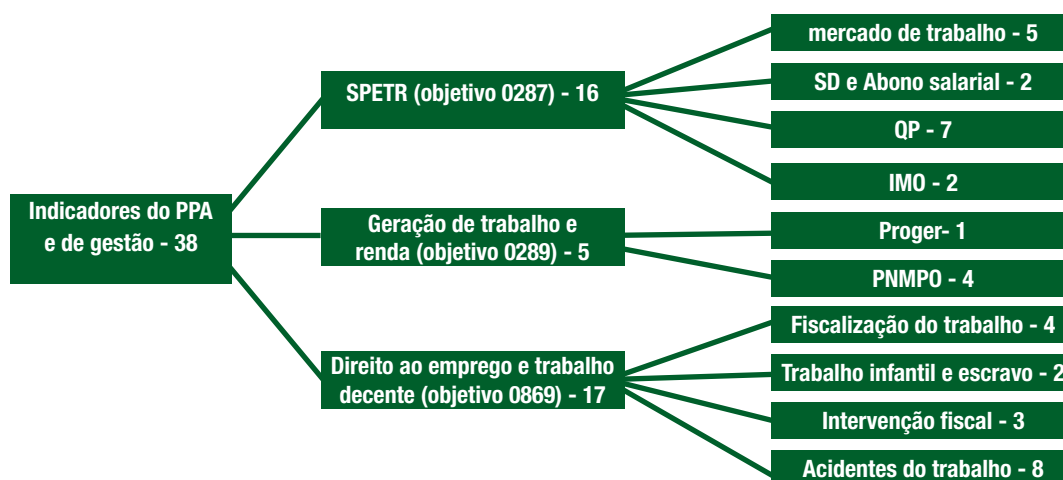 Indicadores do PPA
e de gestão - 38
SPETR (objetivo 0287) - 16
mercado de trabalho - 5
SD e Abono salarial - 2
QP - 7
IMO - 2
Geração de trabalho e
renda (objetivo 0289) - 5
Proger- 1
PNMPO - 4
Direito ao emprego e trabalho
decente (objetivo 0869) - 17
Fiscalização do trabalho - 4
Trabalho infantil e escravo - 2
Intervenção fiscal - 3
Acidentes do trabalho - 8